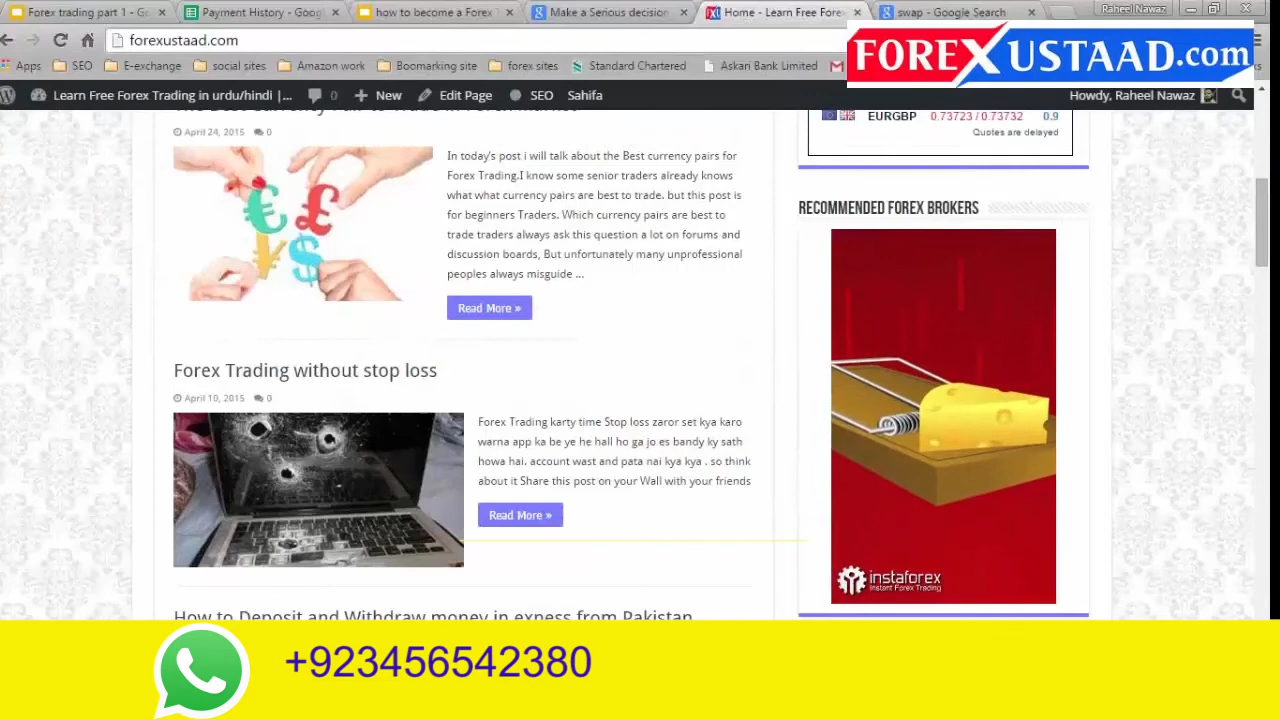 Forex trading part 1 - G
Payment History - Goog
how to become a Forex T
Make a Serious decision
Home - Learn Free Fore
swap - Google Search
Raheel Nawaz
forexustaad.com
FOREXUSTAAD.com
Apps
SEO
E-exchange
social sites
Amazon work
Boomarking site
forex sites
Standard Chartered
Askari Bank Limited
Learn Free Forex Trading in urdu/hindi |...
0
New
Edit Page
SEO
Sahifa
Howdy, Raheel Nawaz
April 24, 2015
0
In today's post i will talk about the Best currency pairs for
Forex Trading.I know some senior traders already knows
what what currency pairs are best to trade. but this post is
for beginners Traders. Which currency pairs are best to
trade traders always ask this question a lot on forums and
discussion boards, But unfortunately many unprofessional
peoples always misguide ...
Read More »
Forex Trading without stop loss
April 10, 2015
0
Forex Trading karty time Stop loss zaror set kya karo
warna app ka be ye he hall ho ga jo es bandy ky sath
howa hai. account wast and pata nai kya kya . so think
about it Share this post on your Wall with your friends
Read More »
How to Deposit and Withdraw money in exness from Pakistan
EURGBP 0.73723 / 0.73732 0.9
Quotes are delayed
RECOMMENDED FOREX BROKERS
instaforex
Instant Forex Trading
+923456542380